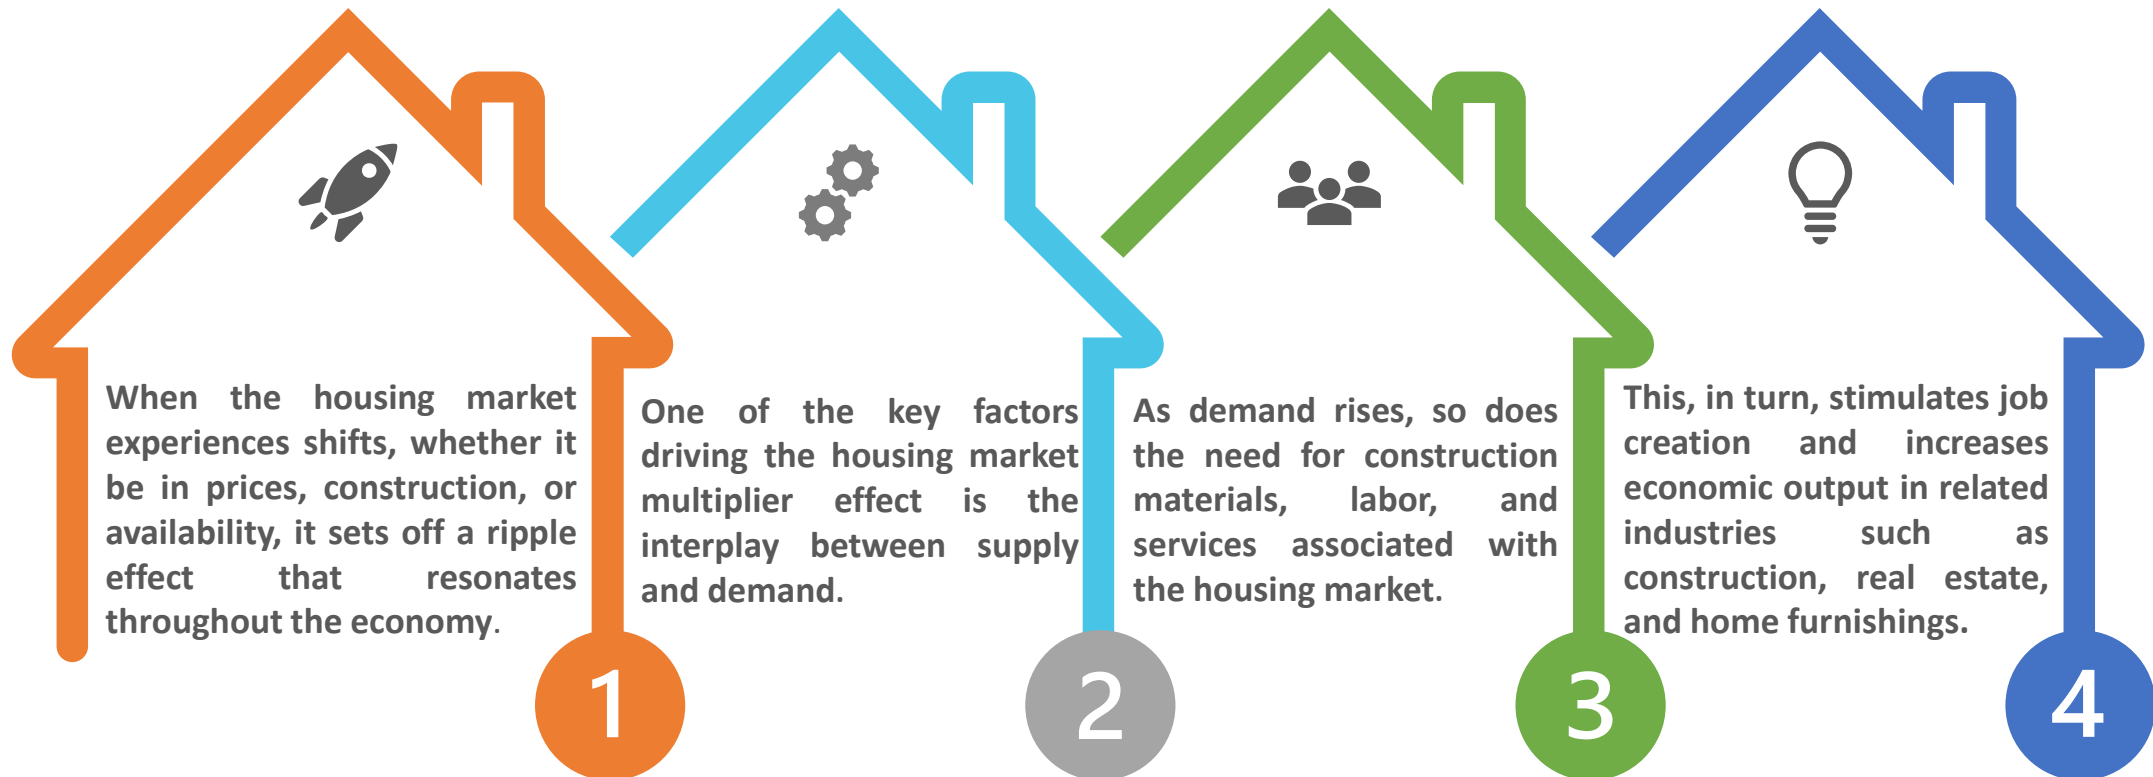 When the housing market
experiences shifts, whether it
be in prices, construction, or
availability, it sets off a ripple
effect that resonates
throughout the economy.
1
One of the key factors
driving the housing market
multiplier effect is the
interplay between supply
and demand.
2
As demand rises, so does
the need for construction
materials, labor, and
services associated with
the housing market.
3
This, in turn, stimulates job
creation and increases
economic output in related
industries such as
construction, real estate,
and home furnishings.
4